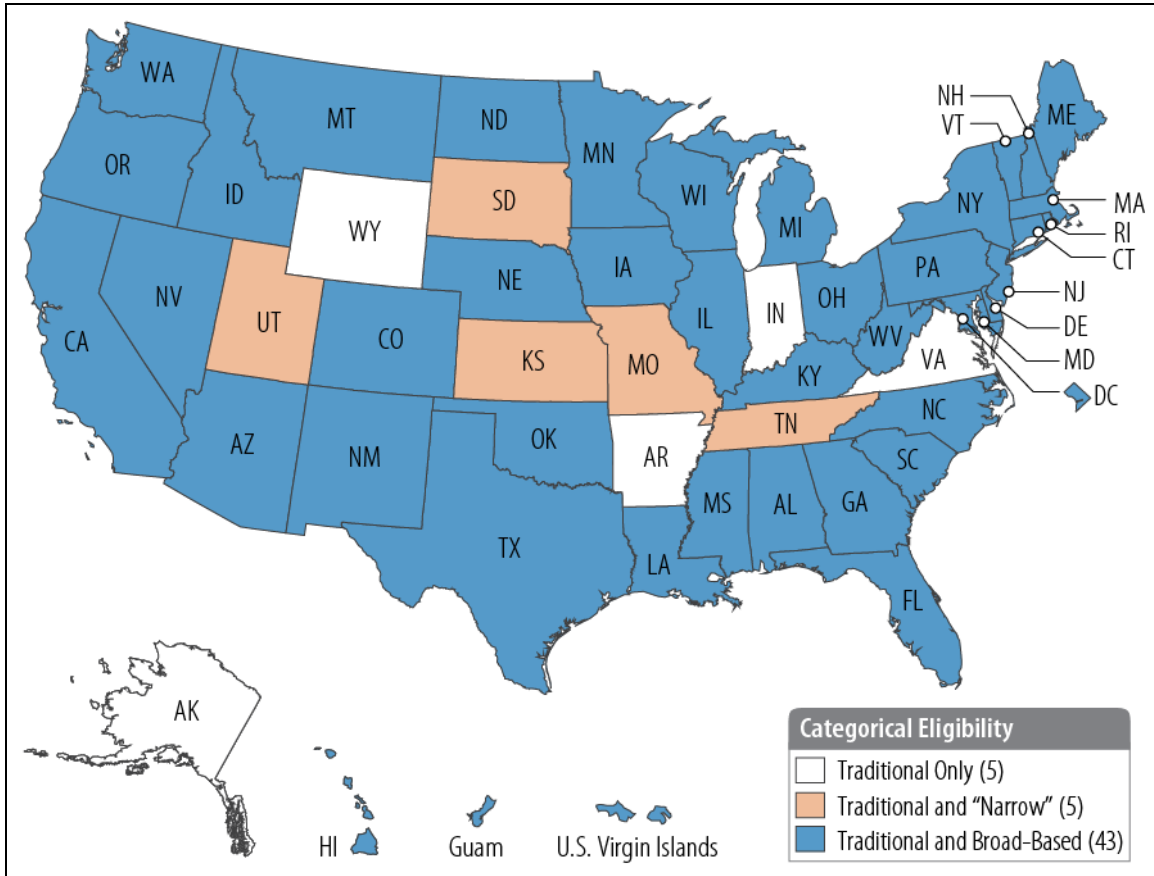 WA
MT
ND
MN
NH
VT
ME
OR
ID
SD
WI
MI
NY
MA
RI
CT
WY
NE
IA
PA
NJ
NV
UT
CO
IL
IN
OH
WV
DE
MD
CA
KS
MO
KY
VA
DC
AZ
NM
OK
AR
TN
NC
SC
MS
AL
GA
TX
LA
FL
AK
HI
Guam
U.S. Virgin Islands
Categorical Eligibility
Traditional Only (5)
Traditional and “Narrow” (5)
Traditional and Broad-Based (43)